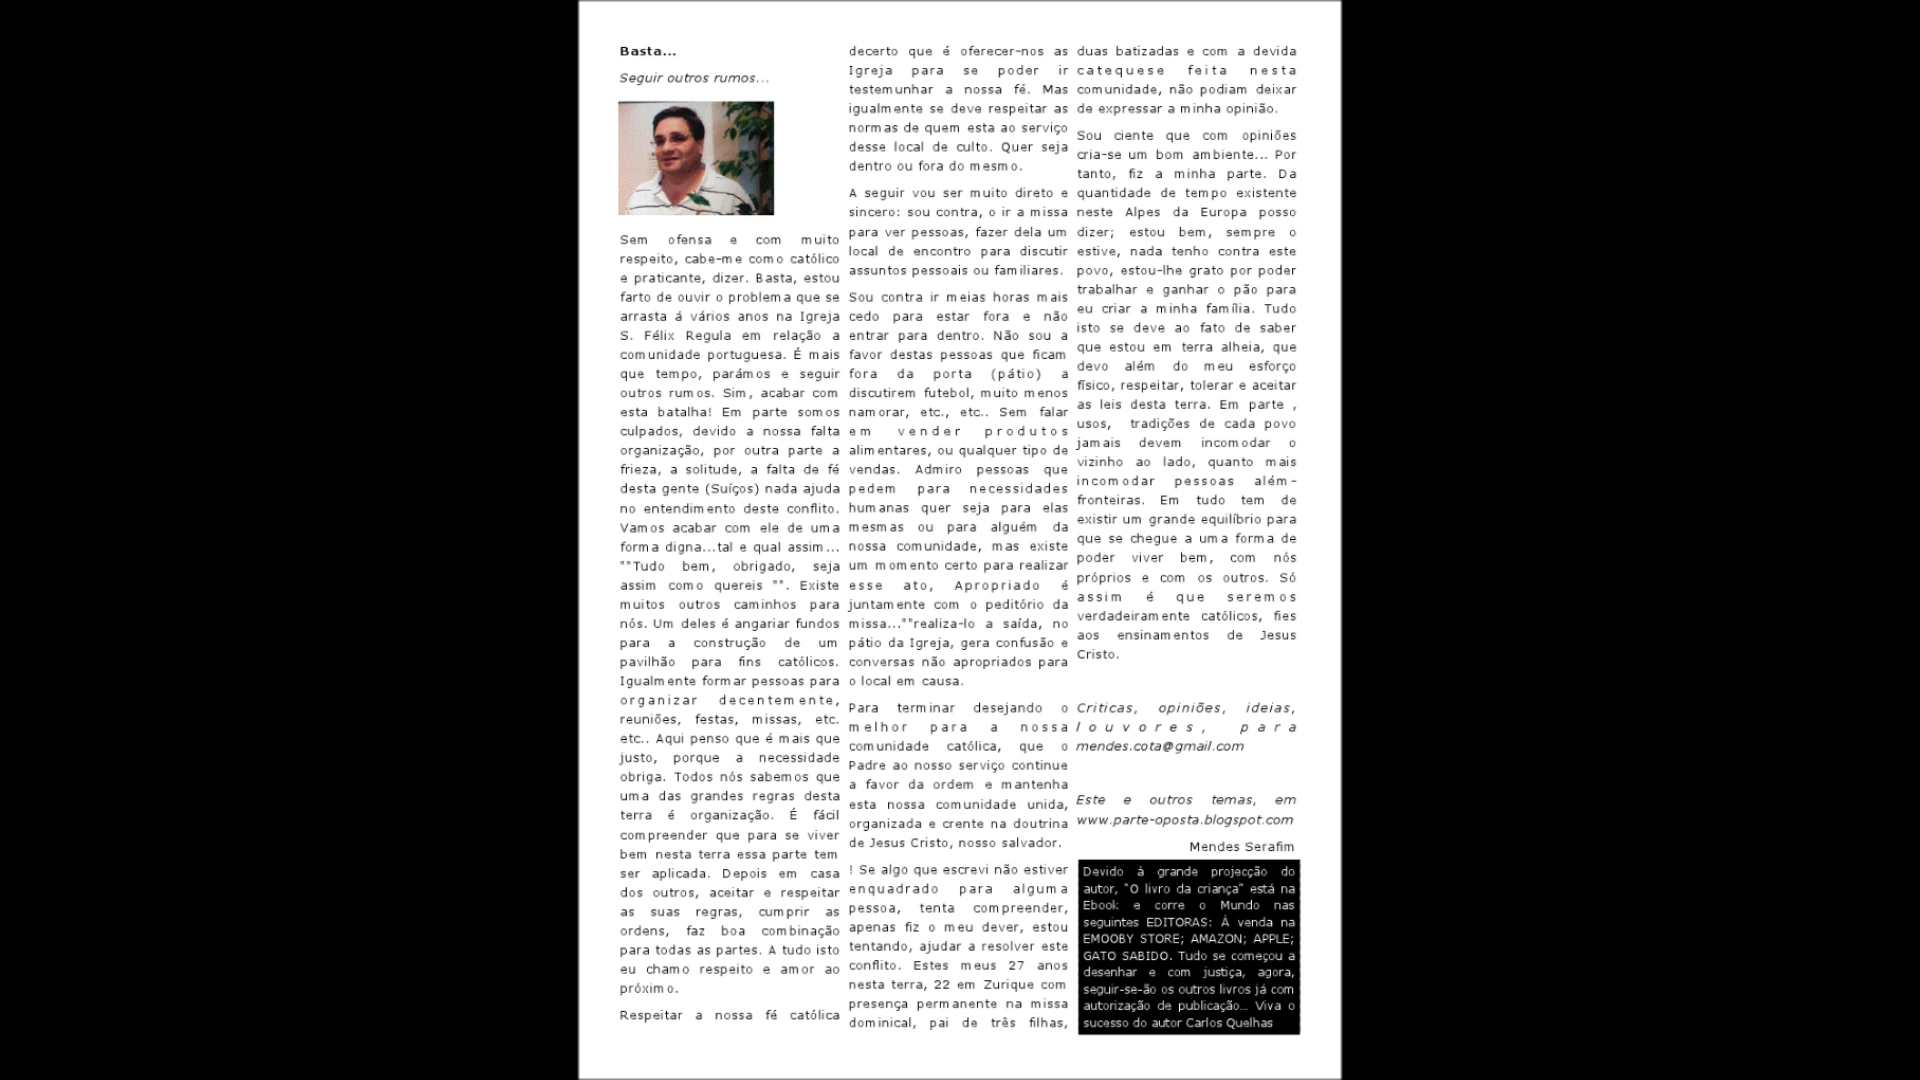 Basta...
Seguir outros rumos...
Sem ofensa e com muito
respeito, cabe-me como católico
e praticante, dizer. Basta, estou
farto de ouvir o problema que se
arrasta á vários anos na Igreja
S. Félix Regula em relação a
comunidade portuguesa. É mais
que tempo, parámos e seguir
outros rumos. Sim, acabar com
esta batalha! Em parte somos
culpados, devido a nossa falta
organização, por outra parte a
frieza, a solitude, a falta de fé
desta gente (Suíços) nada ajuda
no entendimento deste conflito.
Vamos acabar com ele de uma
forma digna...tal e qual assim...
""Tudo bem, obrigado, seja
assim como quereis "". Existe
muitos outros caminhos para
nós. Um deles é angariar fundos
para a construção de um
pavilhão para fins católicos.
Igualmente formar pessoas para
organizar decentemente,
reuniões, festas, missas, etc.
etc.. Aqui penso que é mais que
justo, porque a necessidade
obriga. Todos nós sabemos que
uma das grandes regras desta
terra é organização. É fácil
compreender que para se viver
bem nesta terra essa parte tem
ser aplicada. Depois em casa
dos outros, aceitar e respeitar
as suas regras, cumprir as
ordens, faz boa combinação
para todas as partes. A tudo isto
eu chamo respeito e amor ao
próximo.
Respeitar a nossa fé católica
decerto que é oferecer-nos as
Igreja para se poder ir
testemunhar a nossa fé. Mas
igualmente se deve respeitar as
normas de quem esta ao serviço
desse local de culto. Quer seja
dentro ou fora do mesmo.
A seguir vou ser muito direto e
sincero: sou contra, o ir a missa
para ver pessoas, fazer dela um
local de encontro para discutir
assuntos pessoais ou familiares.
Sou contra ir meias horas mais
cedo para estar fora e não
entrar para dentro. Não sou a
favor destas pessoas que ficam
fora da porta (pátio) a
discutirem futebol, muito menos
namorar, etc., etc.. Sem falar
em vender produtos
alimentares, ou qualquer tipo de
vendas. Admiro pessoas que
pedem para necessidades
humanas quer seja para elas
mesmas ou para alguém da
nossa comunidade, mas existe
um momento certo para realizar
esse ato, Apropriado é
juntamente com o peditório da
missa...""realiza-lo a saída, no
pátio da Igreja, gera confusão e
conversas não apropriados para
o local em causa.
Para terminar desejando o
melhor para a nossa
comunidade católica, que o
Padre ao nosso serviço continue
a favor da ordem e mantenha
esta nossa comunidade unida,
organizada e crente na doutrina
de Jesus Cristo, nosso salvador.
! Se algo que escrevi não estiver
enquadrado para alguma
pessoa, tenta compreender,
apenas fiz o meu dever, estou
tentando, ajudar a resolver este
conflito. Estes meus 27 anos
nesta terra, 22 em Zurique com
presença permanente na missa
dominical, pai de três filhas,
duas batizadas e com a devida
catequese feita nesta
comunidade, não podiam deixar
de expressar a minha opinião.
Sou ciente que com opiniões
cria-se um bom ambiente... Por
tanto, fiz a minha parte. Da
quantidade de tempo existente
neste Alpes da Europa posso
dizer; estou bem, sempre o
estive, nada tenho contra este
povo, estou-lhe grato por poder
trabalhar e ganhar o pão para
eu criar a minha família. Tudo
isto se deve ao fato de saber
que estou em terra alheia, que
devo além do meu esforço
físico, respeitar, tolerar e aceitar
as leis desta terra. Em parte ,
usos, tradições de cada povo
jamais devem incomodar o
vizinho ao lado, quanto mais
incomodar pessoas além-
fronteiras. Em tudo tem de
existir um grande equilíbrio para
que se chegue a uma forma de
poder viver bem, com nós
próprios e com os outros. Só
assim é que seremos
verdadeiramente católicos, fies
aos ensinamentos de Jesus
Cristo.
Criticas, opiniões, ideias,
louvores, para
mendes.cota@gmail.com
Este e outros temas, em
www.parte-oposta.blogspot.com
Mendes Serafim
Devido à grande projecção do
autor, "O livro da criança" está na
Ebook e corre o Mundo nas
seguintes EDITORAS: À venda na
EMOOBY STORE; AMAZON; APPLE;
GATO SABIDO. Tudo se começou a
desenhar e com justiça, agora,
seguir-se-ão os outros livros já com
autorização de publicação... Viva o
sucesso do autor Carlos Quelhas